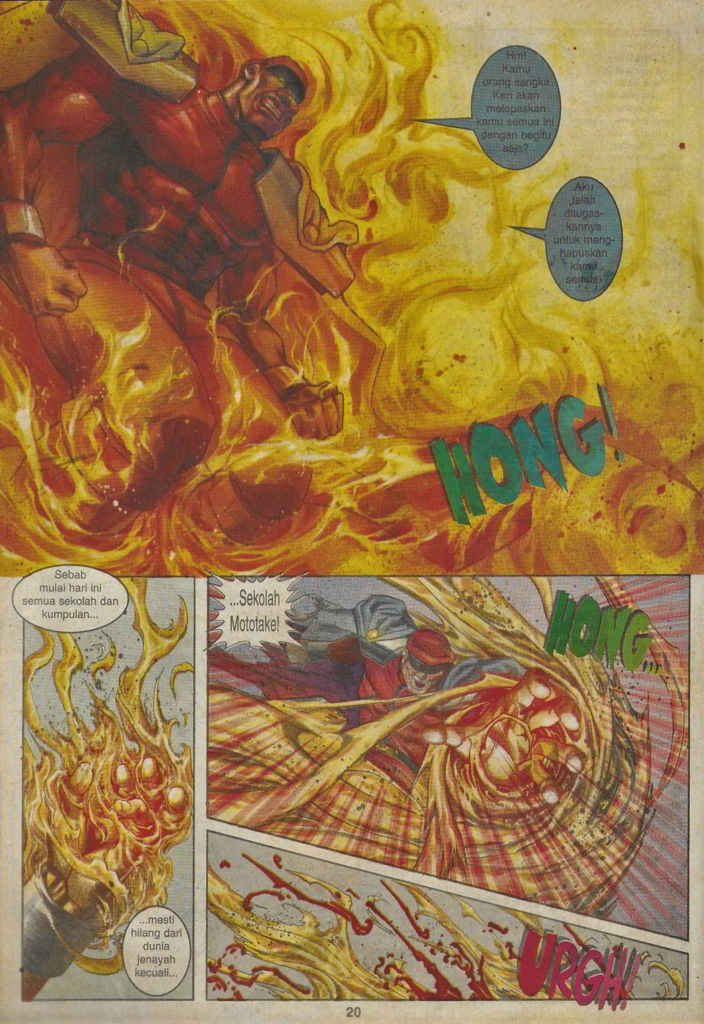 Hm!
Kamu
orang sangka
Ken akan
melepaskan
kamu semua ini
dengan begitu
saja?
Aku
telah
ditugas-
kannya
untuk meng-
hapuskan
kamu
semua!
HONG!
Sebab
mulai hari ini
semua sekolah dan
kumpulan...
...mesti
hilang dari
dunia
jenayah
kecuali...
...Sekolah
Mototake!
HONG...
URGH!
20